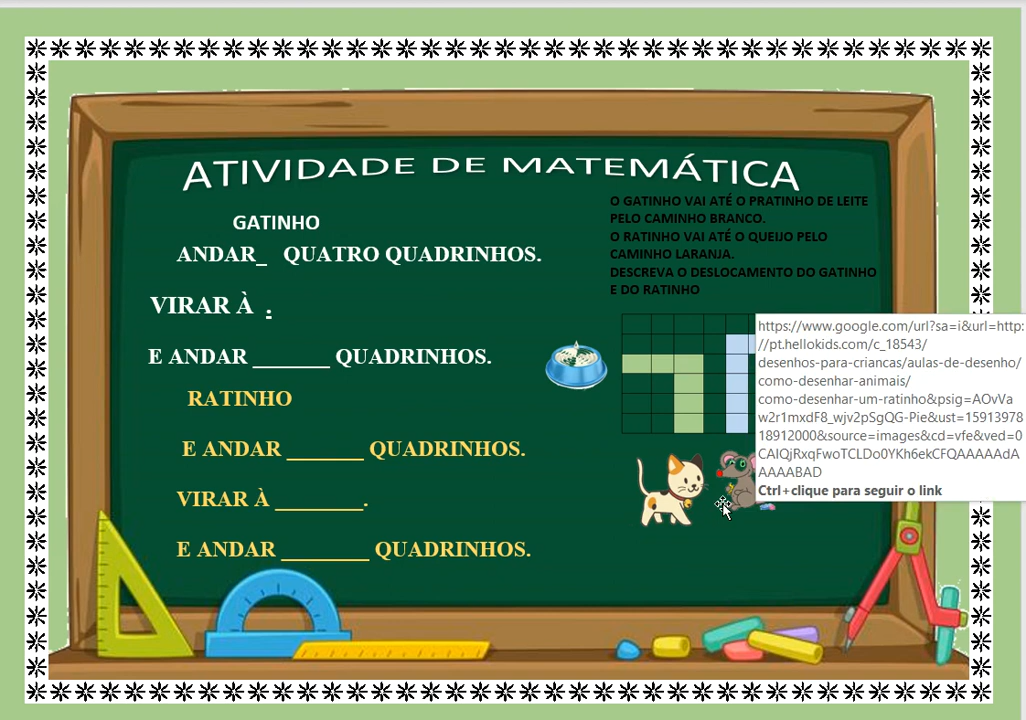 ATIVIDADE DE MATEMÁTICA
GATINHO
ANDAR_ QUATRO QUADRINHOS.
VIRAR À .
E ANDAR _______ QUADRINHOS.
RATINHO
E ANDAR _______ QUADRINHOS.
VIRAR À ________.
E ANDAR ________ QUADRINHOS.
O GATINHO VAI ATÉ O PRATINHO DE LEITE
PELO CAMINHO BRANCO.
O RATINHO VAI ATÉ O QUEIJO PELO
CAMINHO LARANJA.
DESCREVA O DESLOCAMENTO DO GATINHO
E DO RATINHO
https://www.google.com/url?sa=i&url=http:
//pt.hellokids.com/c_18543/
desenhos-para-criancas/aulas-de-desenho/
como-desenhar-animais/
como-desenhar-um-ratinho&psig=AOvVa
w2r1mxdF8_wjv2pSgQG-Pie&ust=15913978
18912000&source=images&cd=vfe&ved=0
CAIQjRxqFwoTCLDo0YKh6ekCFQAAAAAdA
AAAABAD
Ctrl+clique para seguir o link